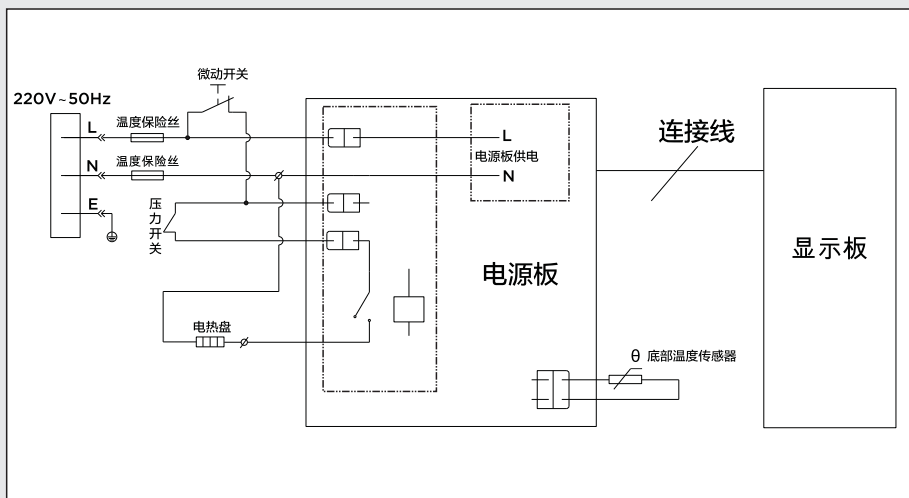 微动开关
220V~50Hz
L
温度保险丝
N
温度保险丝
E
压力开关
L
电源板供电
N
连接线
显示板
电源板
电热盘
θ 底部温度传感器